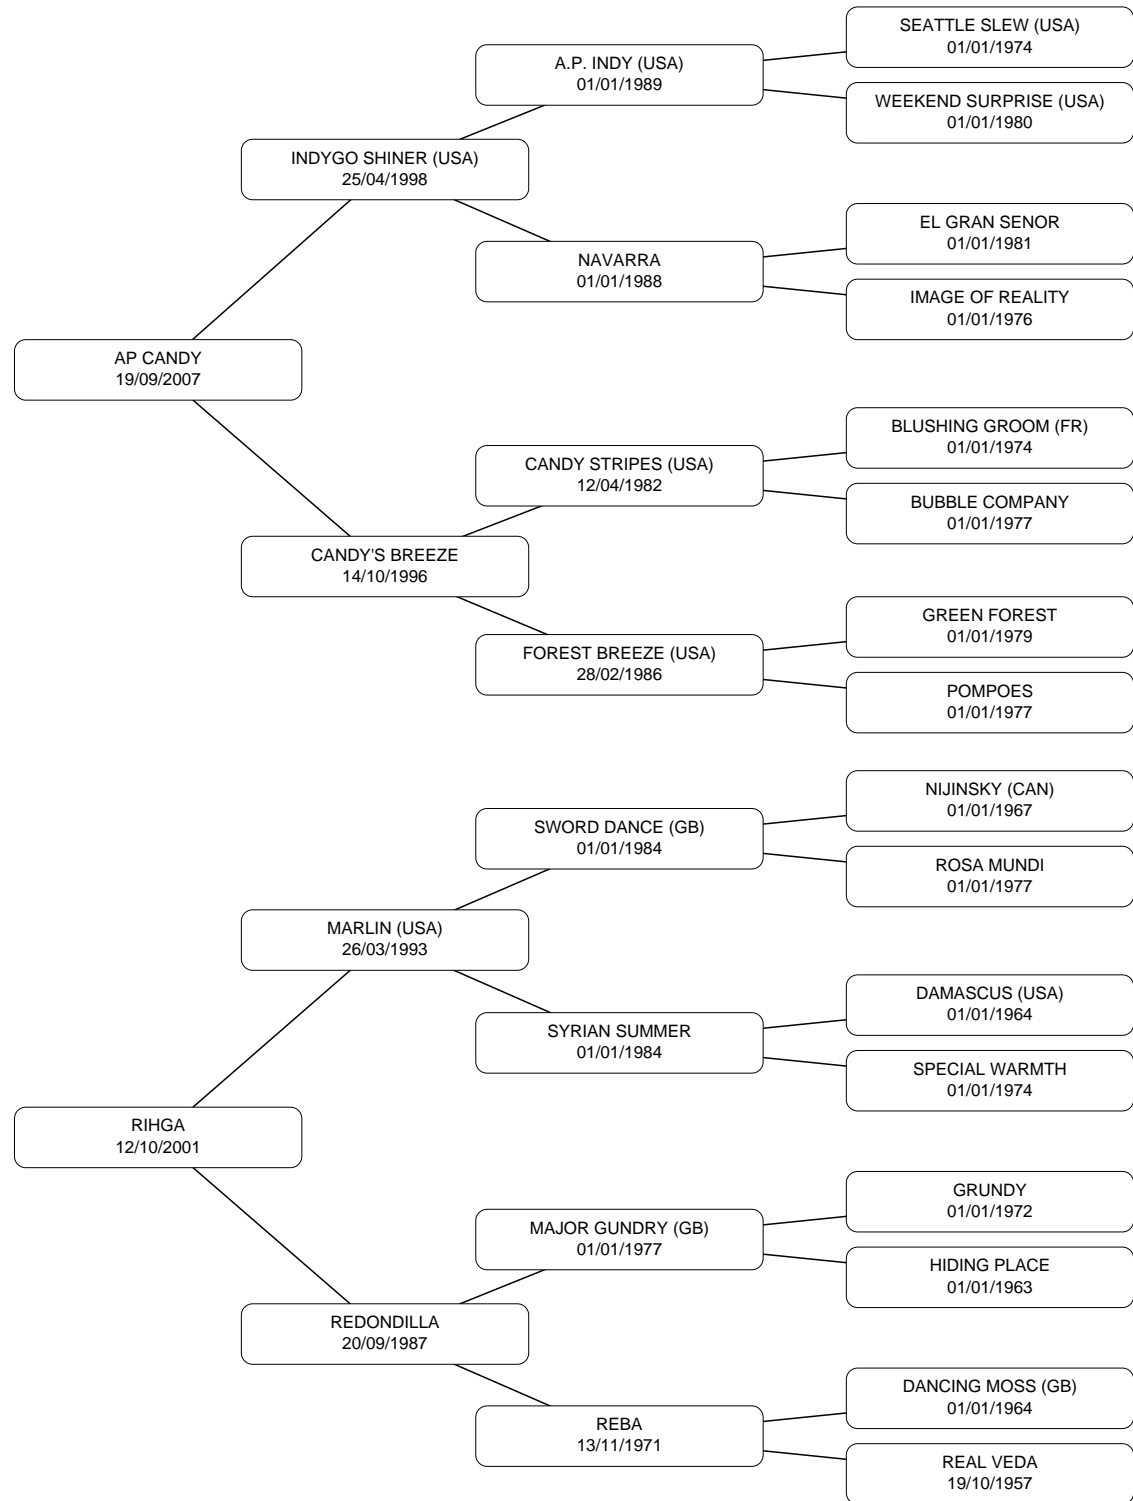 SEATTLE SLEW (USA)
01/01/1974
A.P. INDY (USA)
01/01/1989
WEEKEND SURPRISE (USA)
01/01/1980
INDYGO SHINER (USA)
25/04/1998
EL GRAN SENOR
01/01/1981
NAVARRA
01/01/1988
IMAGE OF REALITY
01/01/1976
AP CANDY
19/09/2007
BLUSHING GROOM (FR)
01/01/1974
CANDY STRIPES (USA)
12/04/1982
BUBBLE COMPANY
01/01/1977
CANDY'S BREEZE
14/10/1996
GREEN FOREST
01/01/1979
FOREST BREEZE (USA)
28/02/1986
POMPOES
01/01/1977
NIJINSKY (CAN)
01/01/1967
SWORD DANCE (GB)
01/01/1984
ROSA MUNDI
01/01/1977
MARLIN (USA)
26/03/1993
DAMASCUS (USA)
01/01/1964
SYRIAN SUMMER
01/01/1984
SPECIAL WARMTH
01/01/1974
RIHGA
12/10/2001
GRUNDY
01/01/1972
MAJOR GUNDRY (GB)
01/01/1977
HIDING PLACE
01/01/1963
REDONDILLA
20/09/1987
DANCING MOSS (GB)
01/01/1964
REBA
13/11/1971
REAL VEDA
19/10/1957